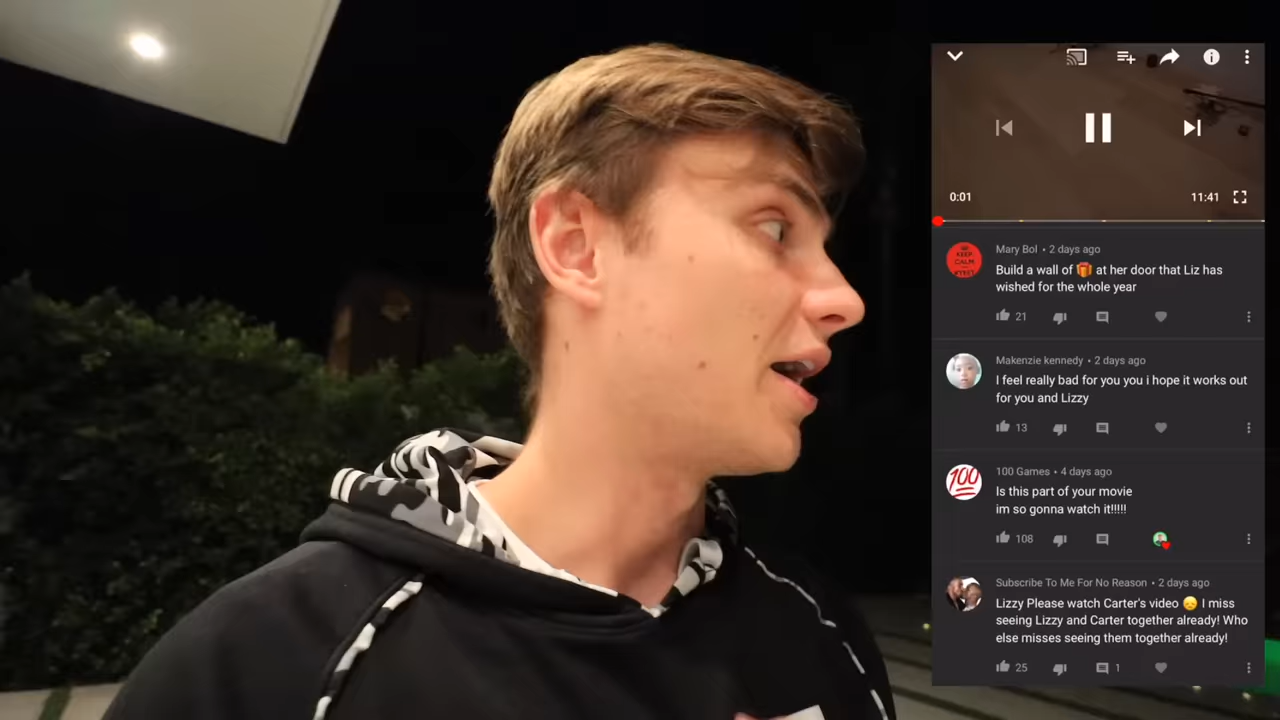 0:01
11:41
Mary Bol • 2 days ago
Build a wall of 🎁 at her door that Liz has
wished for the whole year
21
Makenzie kennedy • 2 days ago
I feel really bad for you you i hope it works out
for you and Lizzy
13
100
100 Games • 4 days ago
Is this part of your movie
im so gonna watch it!!!!!
108
Subscribe To Me For No Reason • 2 days ago
Lizzy Please watch Carter's video 😞 I miss
seeing Lizzy and Carter together already! Who
else misses seeing them together already!
25
1